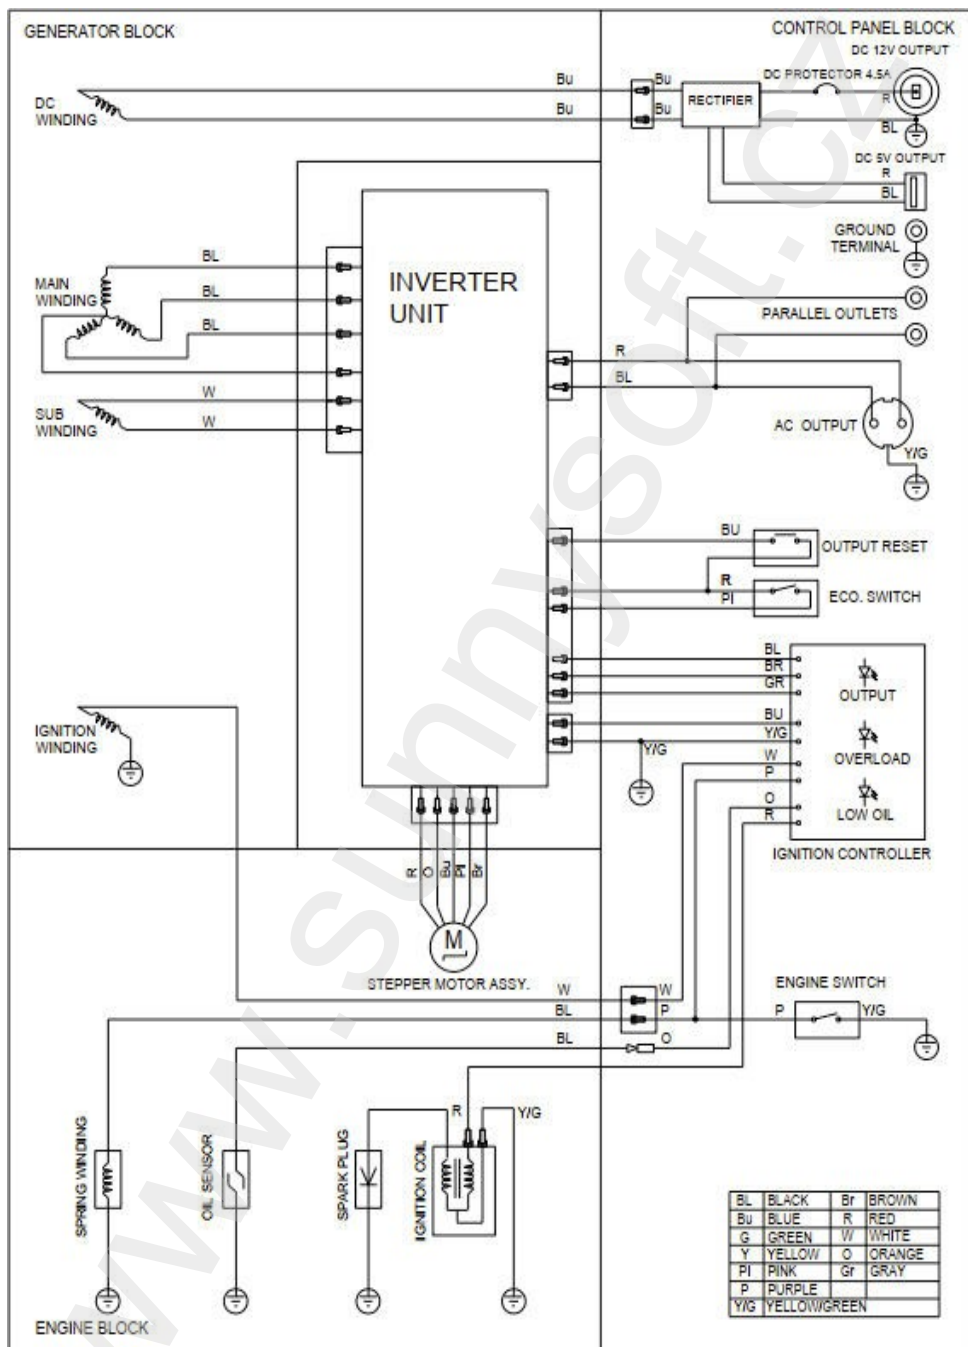 GENERATOR BLOCK
CONTROL PANEL BLOCK
DC 12V OUTPUT
DC PROTECTOR 4.5A
Bu
Bu
RECTIFIER
R
DC
WINDING
Bu
Bu
BL
DC 5V OUTPUT
R
BL
GROUND
TERMINAL
BL
MAIN
WINDING
BL
BL
INVERTER
UNIT
PARALLEL OUTLETS
R
BL
W
SUB
WINDING
W
AC OUTPUT
Y/G
BU
OUTPUT RESET
R
PI
ECO. SWITCH
BL
BR
GR
OUTPUT
BU
Y/G
Y/G
OVERLOAD
W
P
O
R
LOW OIL
IGNITION CONTROLLER
IGNITION
WINDING
R
O
Bu
PI
Br
M
STEPPER MOTOR ASSY.
ENGINE SWITCH
W
W
BL
P
P
Y/G
BL
O
R
Y/G
SPRING WINDING
OIL SENSOR
SPARK PLUG
IGNITION COIL
BL BLACK Br BROWN
Bu BLUE R RED
G GREEN W WHITE
Y YELLOW O ORANGE
PI PINK Gr GRAY
P PURPLE
Y/G YELLOW/GREEN
ENGINE BLOCK
www.sunnysoft.cz